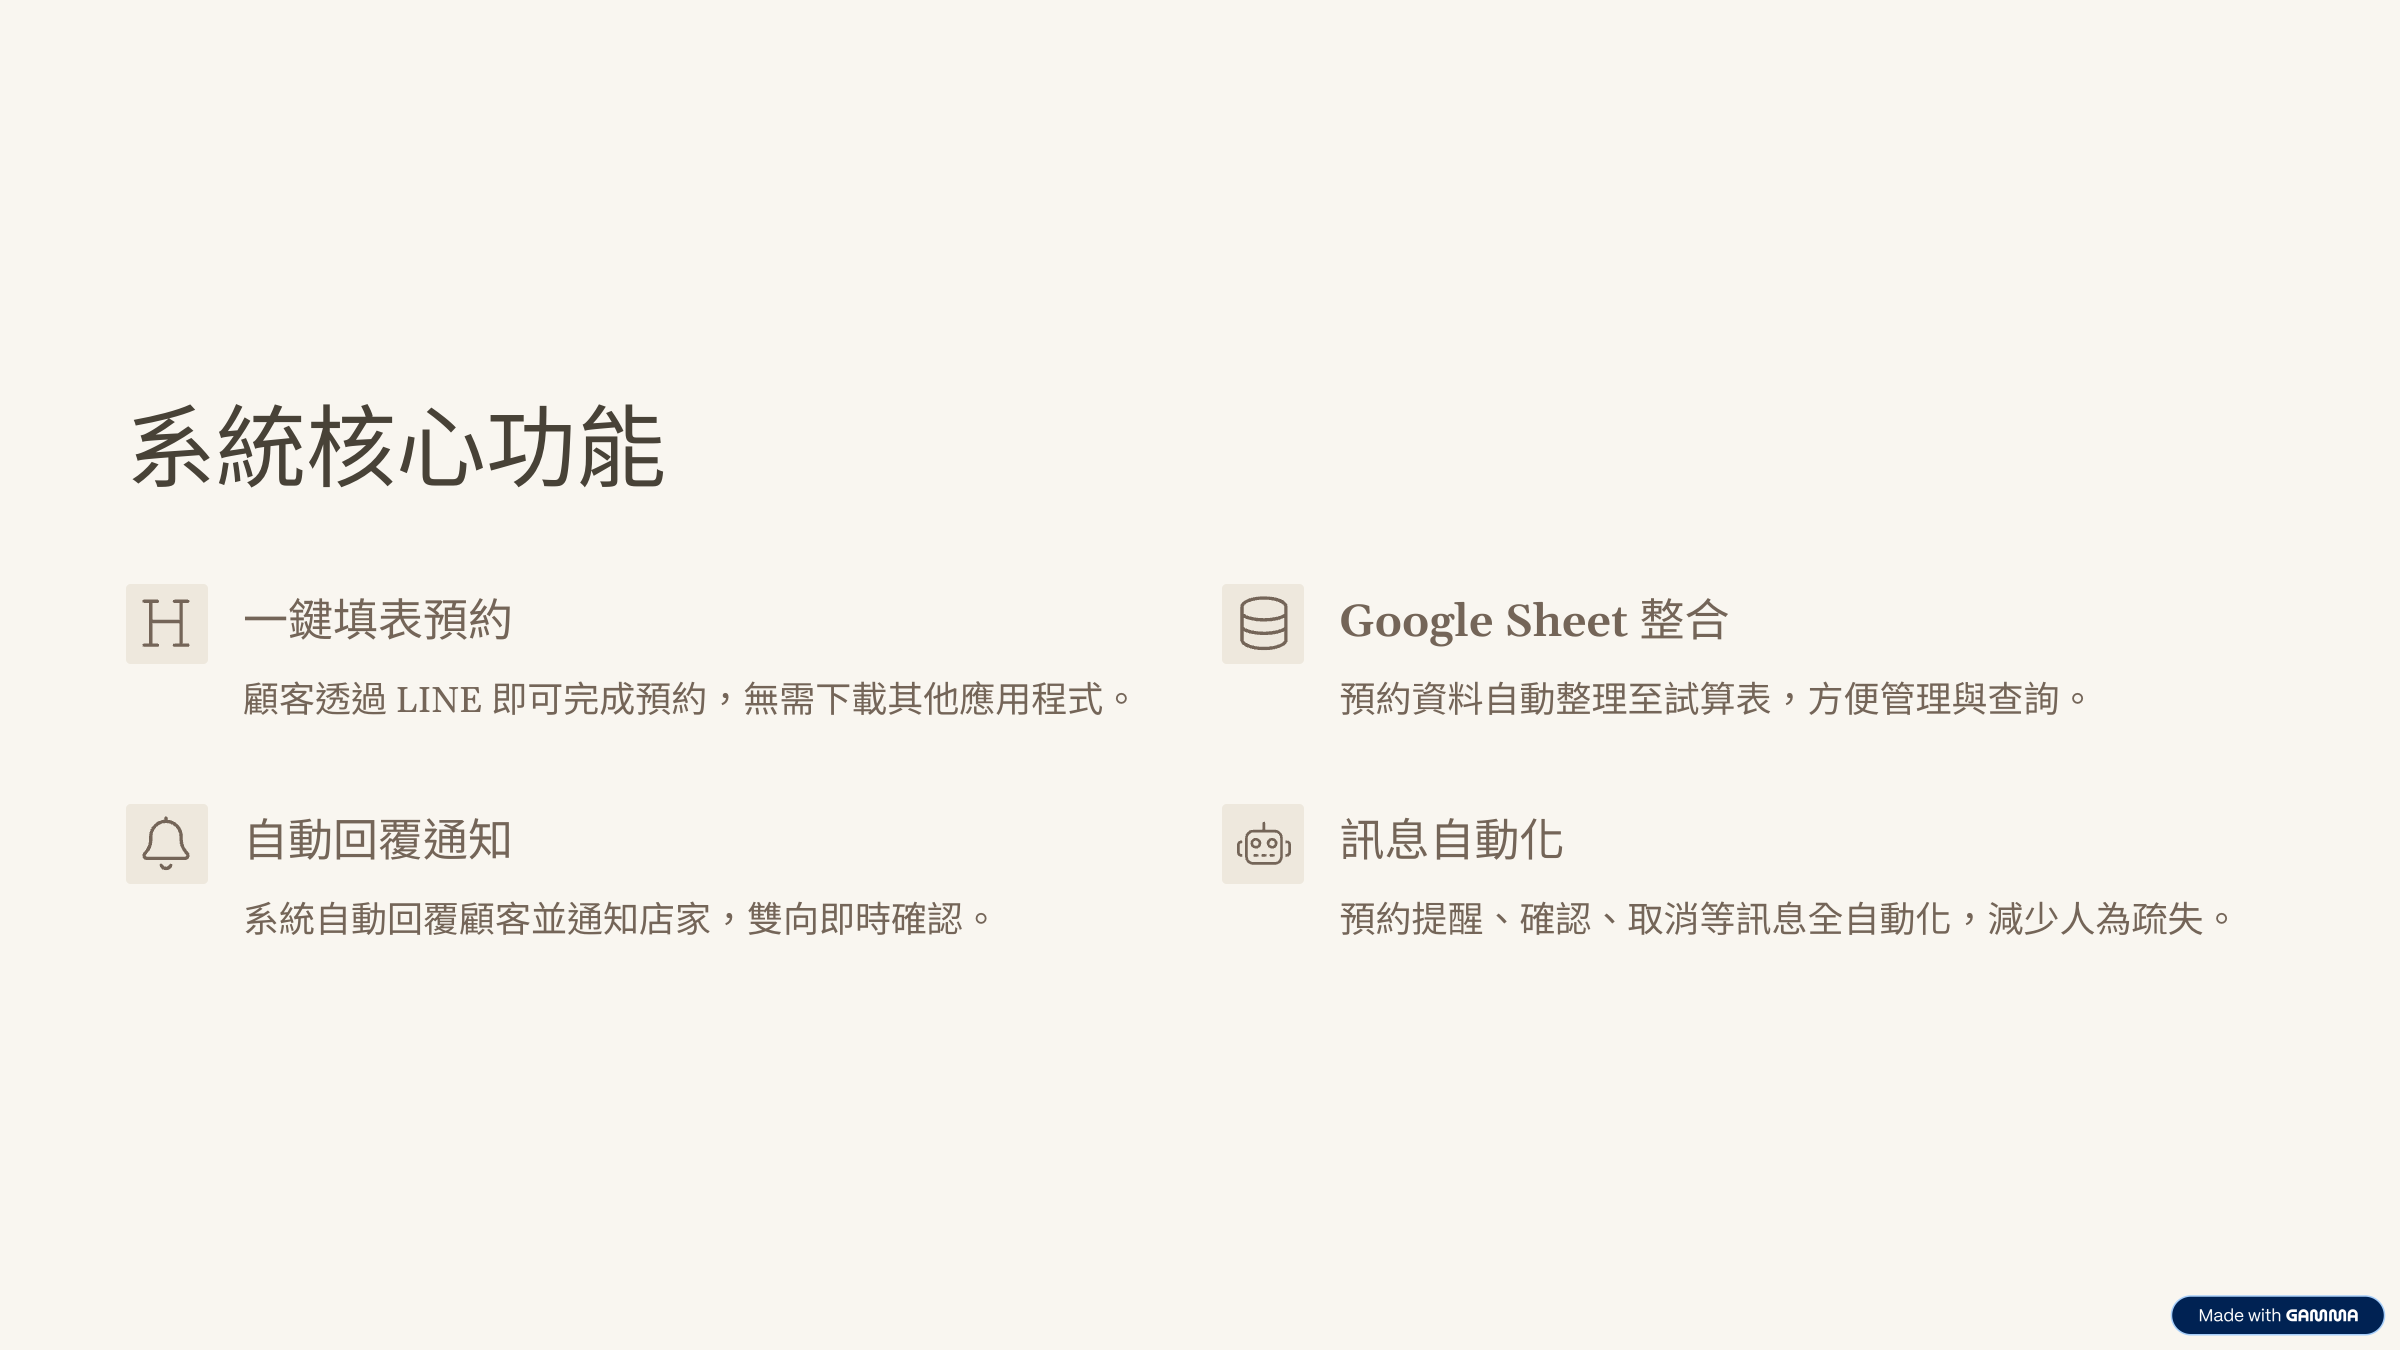 系統核心功能
一鍵填表預約
顧客透過 LINE 即可完成預約，無需下載其他應用程式。
Google Sheet 整合
預約資料自動整理至試算表，方便管理與查詢。
自動回覆通知
系統自動回覆顧客並通知店家，雙向即時確認。
訊息自動化
預約提醒、確認、取消等訊息全自動化，減少人為疏失。
Made with GAMMA